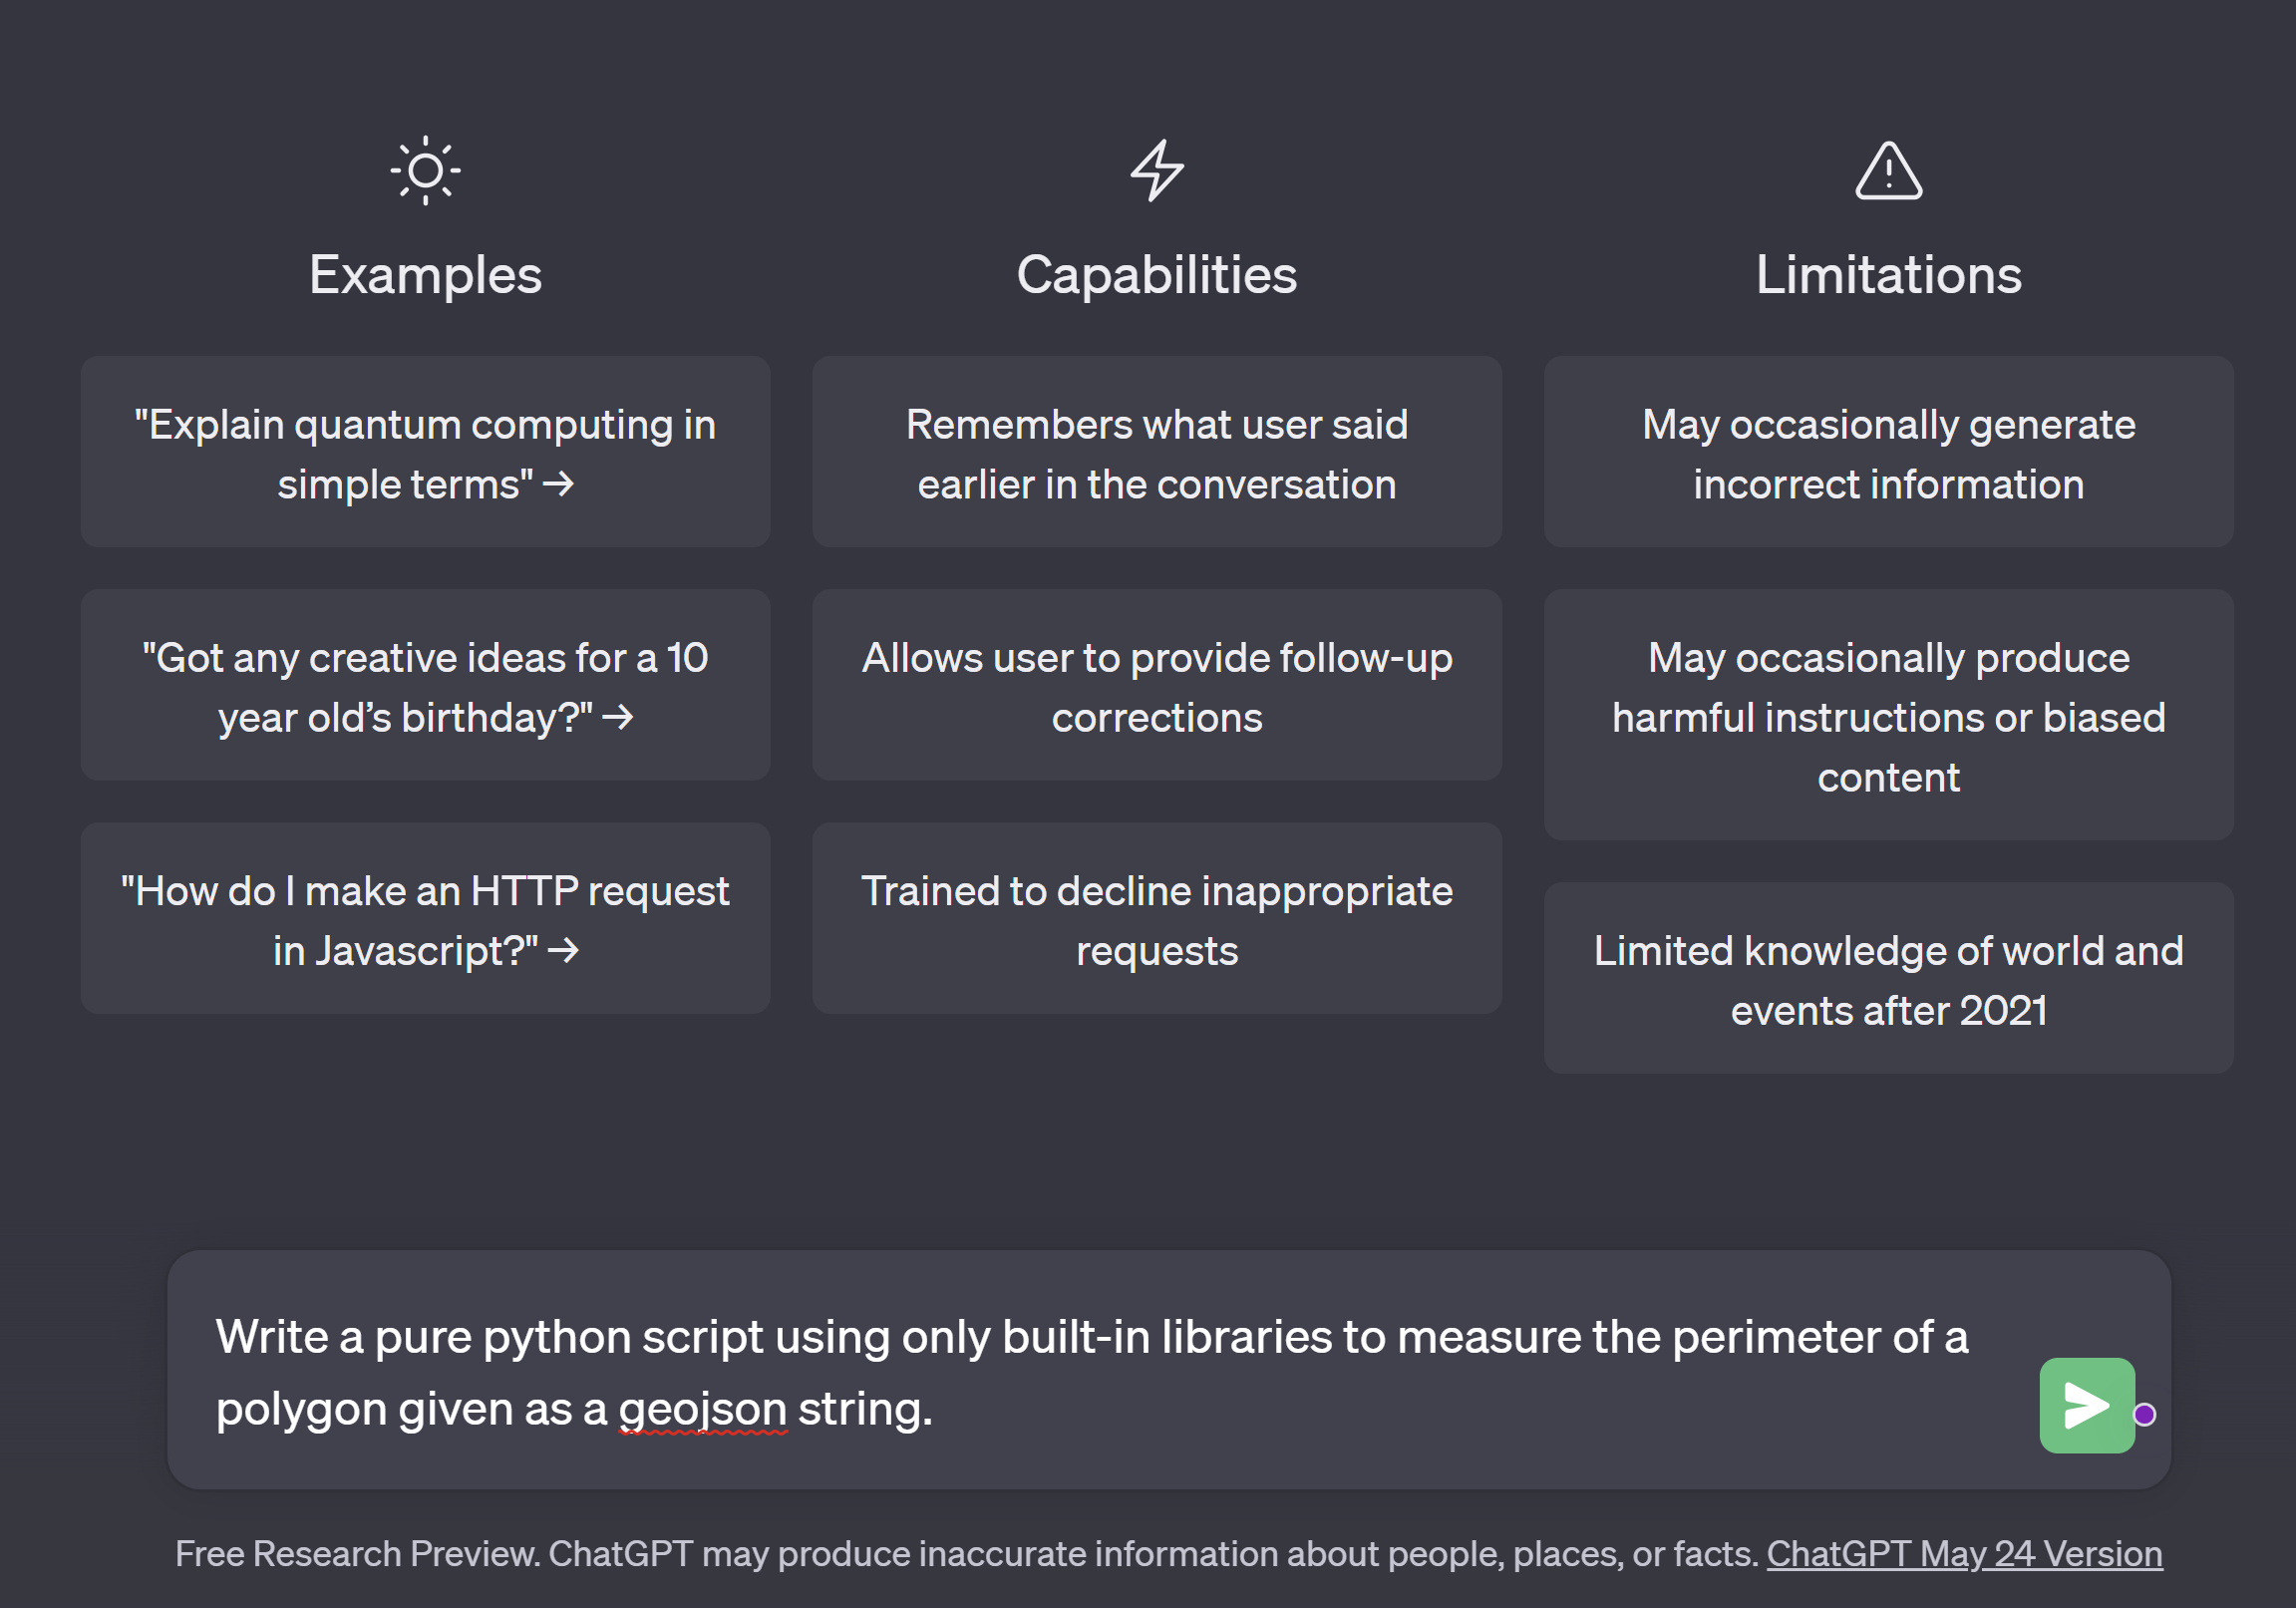 Examples
"Explain quantum computing in
simple terms" →
"Got any creative ideas for a 10
year old’s birthday?" →
"How do I make an HTTP request
in Javascript?" →
Capabilities
Remembers what user said
earlier in the conversation
Allows user to provide follow-up
corrections
Trained to decline inappropriate
requests
Limitations
May occasionally generate
incorrect information
May occasionally produce
harmful instructions or biased
content
Limited knowledge of world and
events after 2021
Write a pure python script using only built-in libraries to measure the perimeter of a
polygon given as a geojson string.
Free Research Preview. ChatGPT may produce inaccurate information about people, places, or facts. ChatGPT May 24 Version